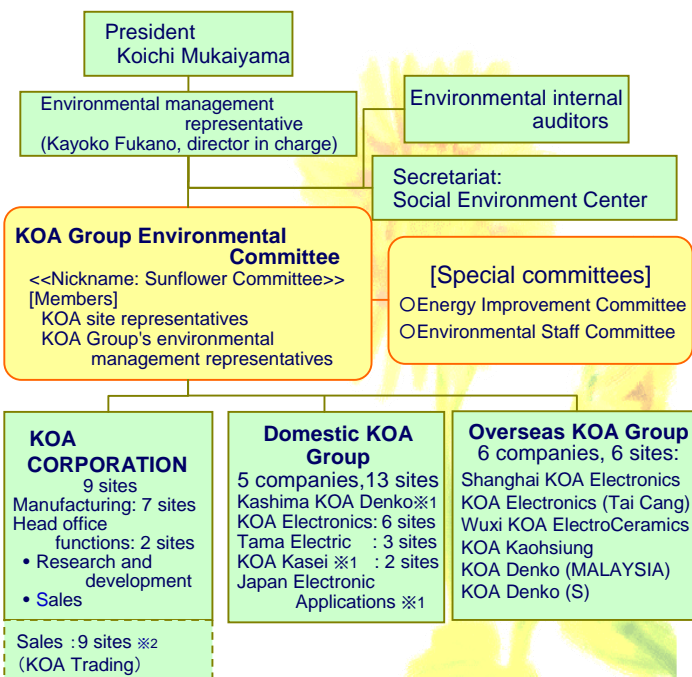 President
Koichi Mukaiyama
Environmental management
representative
(Kayoko Fukano, director in charge)
Environmental internal
auditors
Secretariat:
Social Environment Center
KOA Group Environmental
Committee
<<Nickname: Sunflower Committee>>
[Members]
KOA site representatives
KOA Group's environmental
management representatives
[Special committees]
○Energy Improvement Committee
○Environmental Staff Committee
KOA
CORPORATION
9 sites
Manufacturing: 7 sites
Head office
functions: 2 sites
• Research and
development
• Sales
Sales : 9 sites ※2
(KOA Trading)
Domestic KOA
Group
5 companies,13 sites
Kashima KOA Denko※1
KOA Electronics: 6 sites
Tama Electric : 3 sites
KOA Kasei ※1 : 2 sites
Japan Electronic
Applications ※1
Overseas KOA Group
6 companies, 6 sites:
Shanghai KOA Electronics
KOA Electronics (Tai Cang)
Wuxi KOA ElectroCeramics
KOA Kaohsiung
KOA Denko (MALAYSIA)
KOA Denko (S)